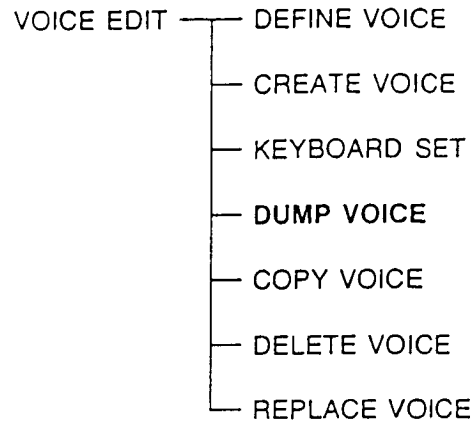 VOICE EDIT DEFINE VOICE
CREATE VOICE
KEYBOARD SET
DUMP VOICE
COPY VOICE
DELETE VOICE
REPLACE VOICE